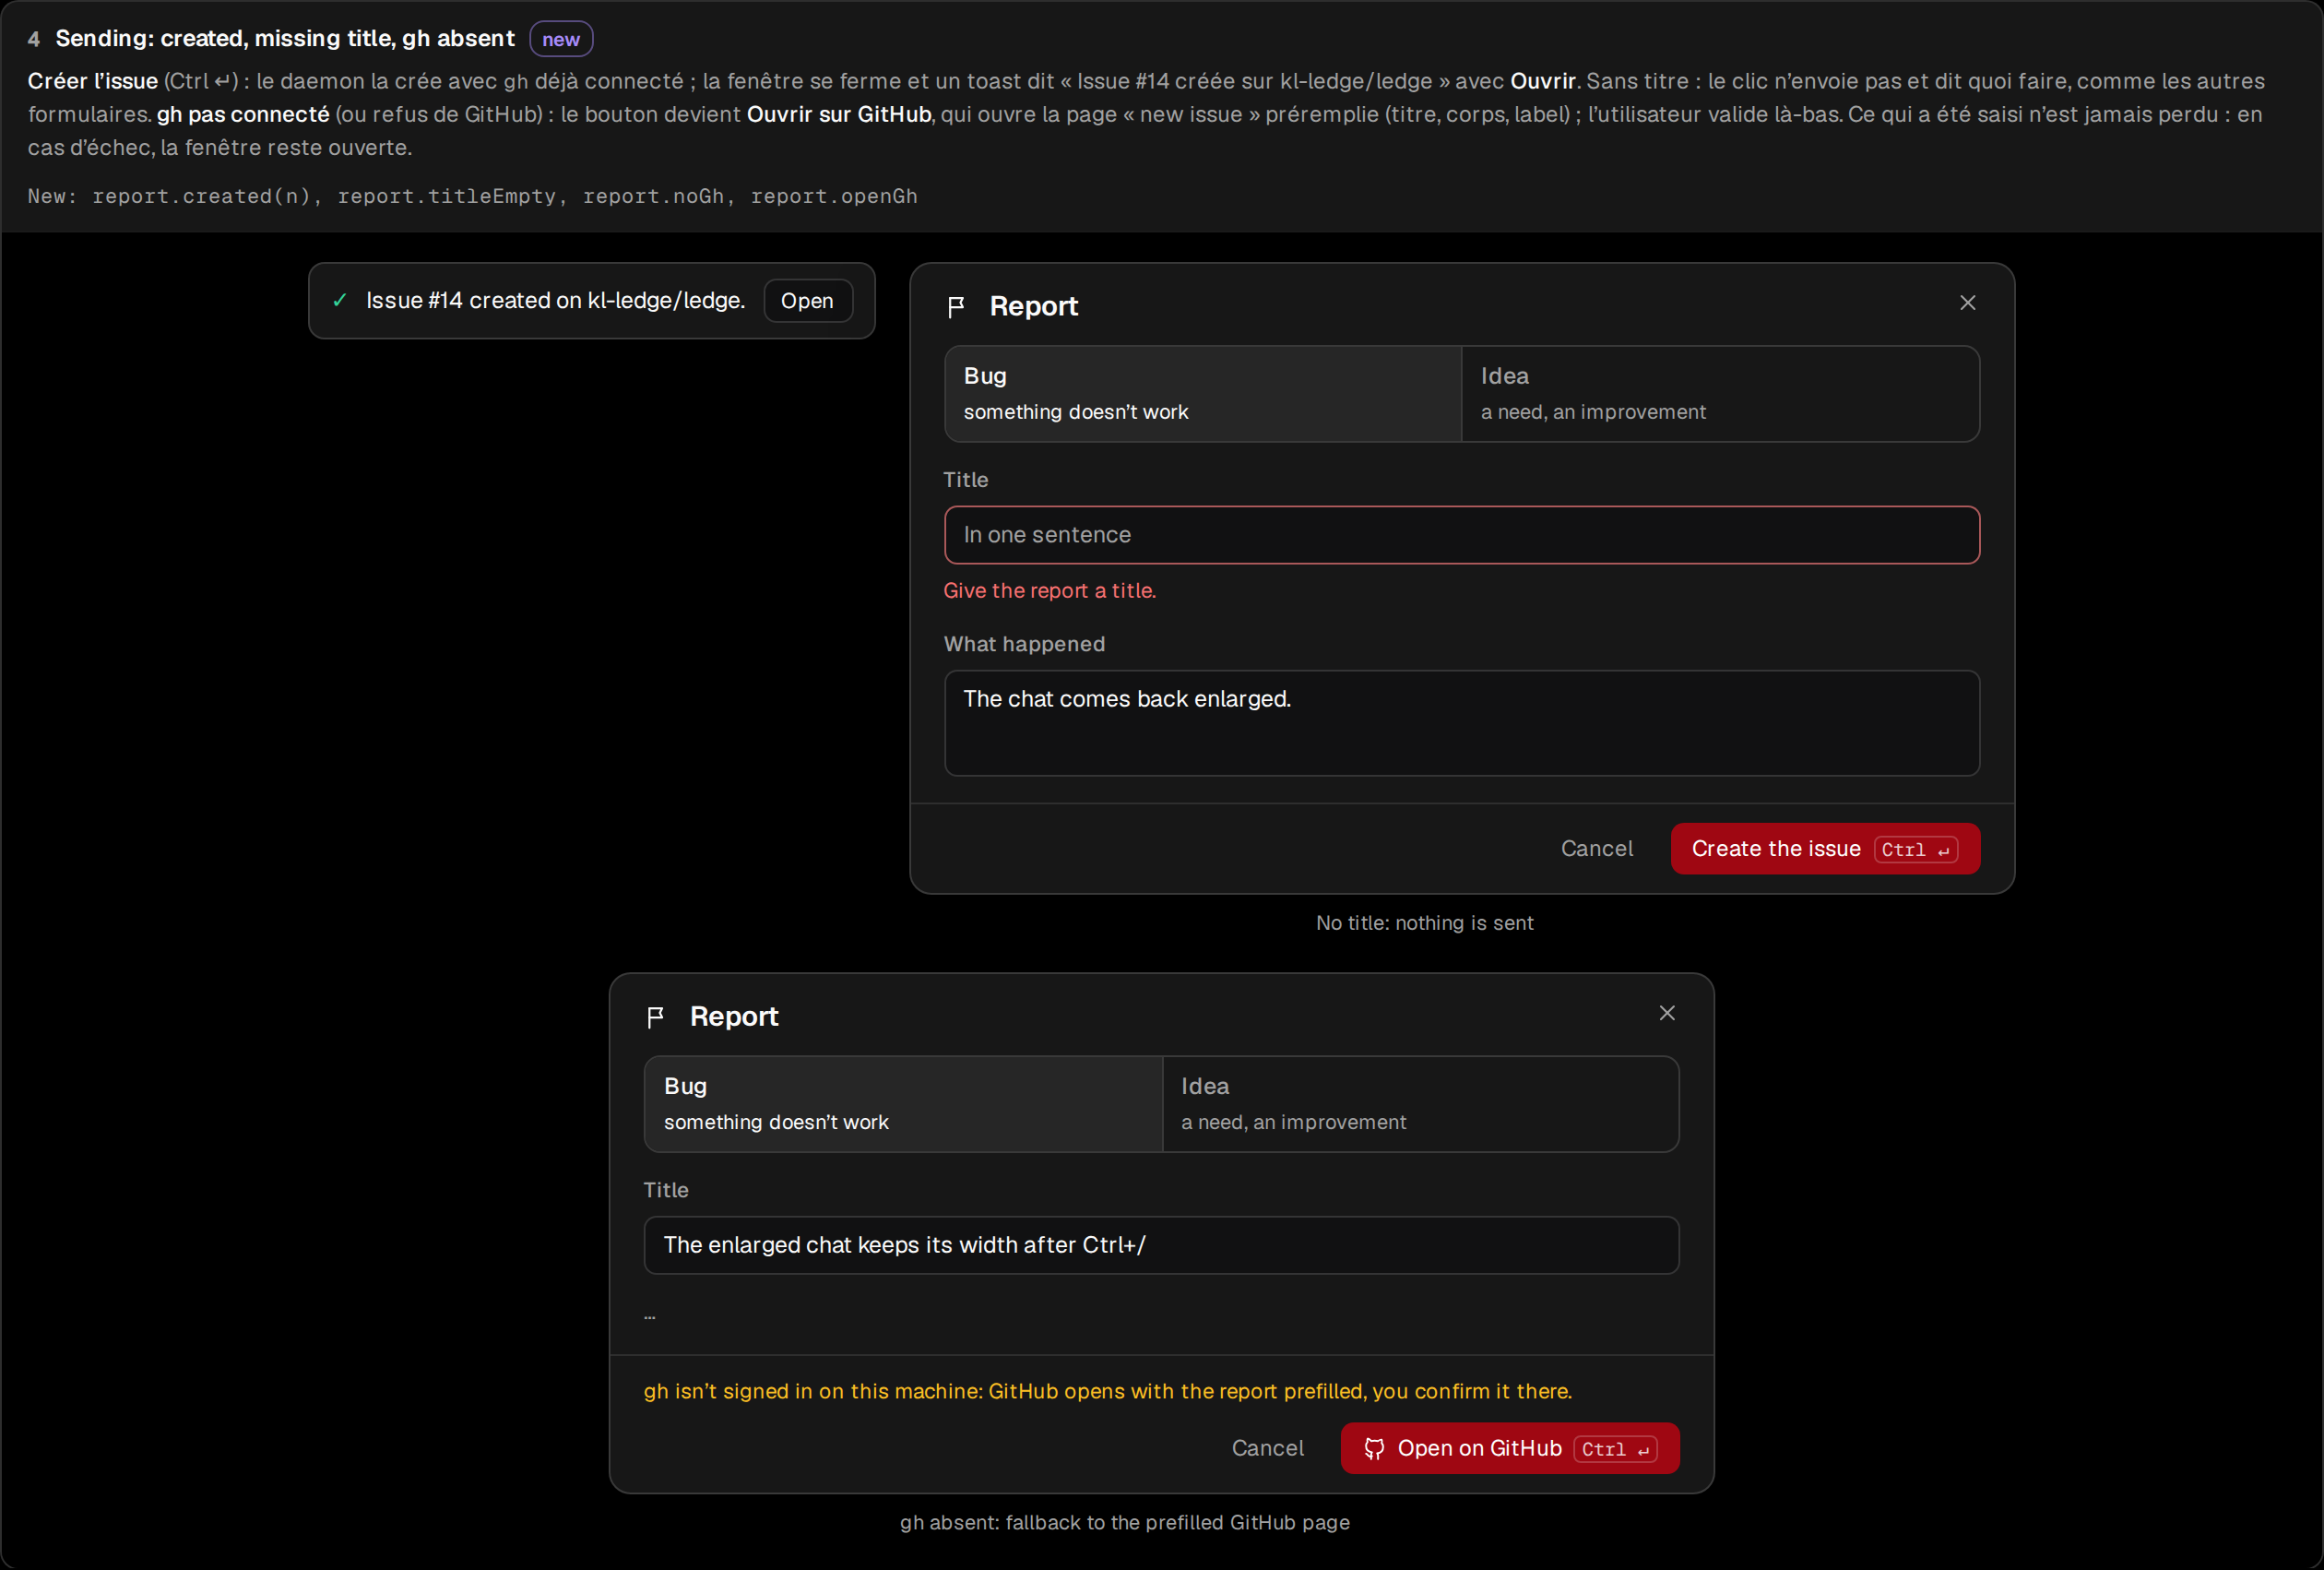 4 Sending: created, missing title, gh absent new
Créer l’issue (Ctrl ↵) : le daemon la crée avec gh déjà connecté ; la fenêtre se ferme et un toast dit « Issue #14 créée sur kl-ledge/ledge » avec Ouvrir. Sans titre : le clic n’envoie pas et dit quoi faire, comme les autres
formulaires. gh pas connecté (ou refus de GitHub) : le bouton devient Ouvrir sur GitHub, qui ouvre la page « new issue » préremplie (titre, corps, label) ; l’utilisateur valide là-bas. Ce qui a été saisi n’est jamais perdu : en
cas d’échec, la fenêtre reste ouverte.
New: report.created(n), report.titleEmpty, report.noGh, report.openGh
✓ Issue #14 created on kl-ledge/ledge. Open
Report
Bug
something doesn’t work
Idea
a need, an improvement
Title
In one sentence
Give the report a title.
What happened
The chat comes back enlarged.
Cancel
Create the issue Ctrl ↵
No title: nothing is sent
Report
Bug
something doesn’t work
Idea
a need, an improvement
Title
The enlarged chat keeps its width after Ctrl+/
…
gh isn’t signed in on this machine: GitHub opens with the report prefilled, you confirm it there.
Cancel
Open on GitHub Ctrl ↵
gh absent: fallback to the prefilled GitHub page